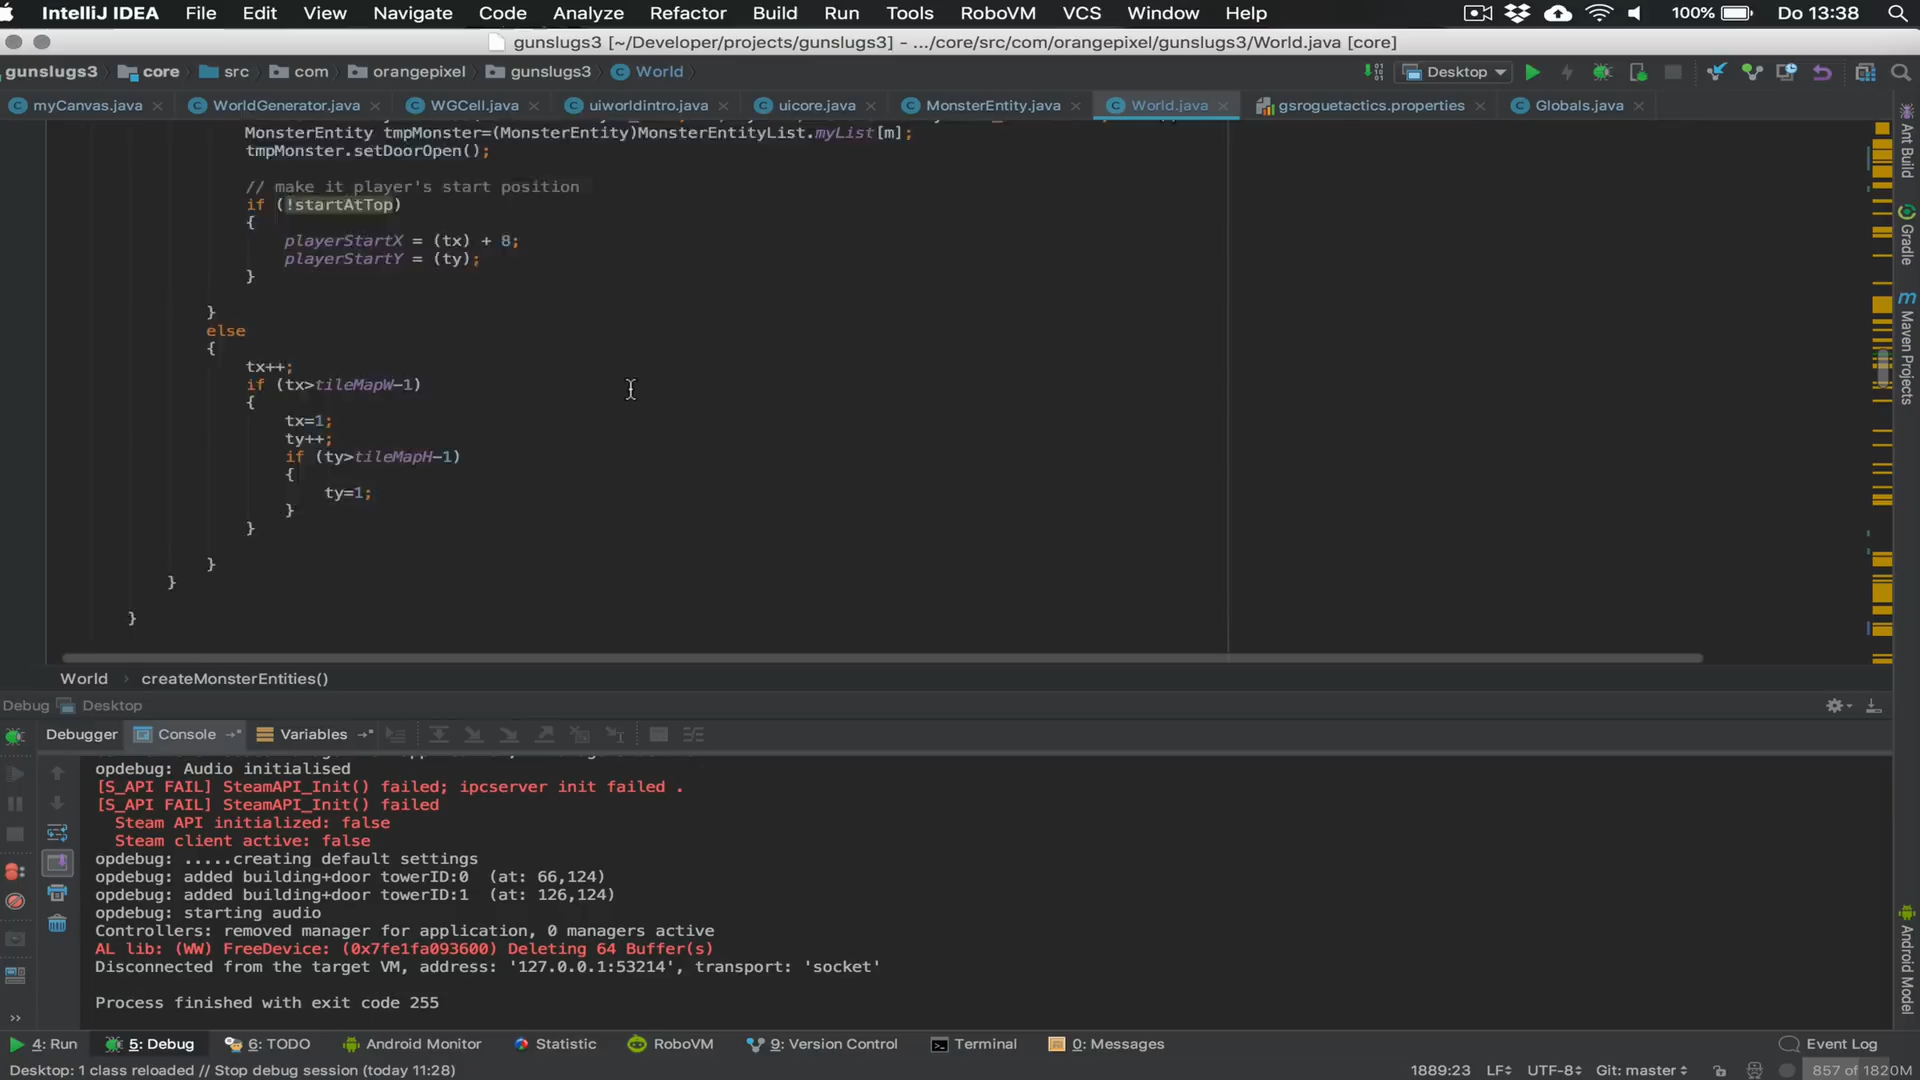 IntelliJ IDEA File Edit View Navigate Code Analyze Refactor Build Run Tools RoboVM VCS Window Help 100% Do 13:38
gunslugs3 [~/Developer/projects/gunslugs3] - .../core/src/com/orangepixel/gunslugs3/World.java [core]
gunslugs3 core src com orangepixel gunslugs3 World Desktop
myCanvas.java WorldGenerator.java WGCell.java uiworldintro.java uicore.java MonsterEntity.java World.java gsroguetactics.properties Globals.java
MonsterEntity tmpMonster=(MonsterEntity)MonsterEntityList.myList[m];
tmpMonster.setDoorOpen();
// make it player's start position
if (!startAtTop)
{
playerStartX = (tx) + 8;
playerStartY = (ty);
}
}
else
{
tx++;
if (tx>tileMapW-1)
{
tx=1;
ty++;
if (ty>tileMapH-1)
{
ty=1;
}
}
}
}
}
Ant Build
Gradle
Maven Projects
Android Model
World › createMonsterEntities()
Debug Desktop
Debugger Console Variables
opdebug: Audio initialised
[S_API FAIL] SteamAPI_Init() failed; ipcserver init failed .
[S_API FAIL] SteamAPI_Init() failed
Steam API initialized: false
Steam client active: false
opdebug: .....creating default settings
opdebug: added building+door towerID:0 (at: 66,124)
opdebug: added building+door towerID:1 (at: 126,124)
opdebug: starting audio
Controllers: removed manager for application, 0 managers active
AL lib: (WW) FreeDevice: (0x7fe1fa093600) Deleting 64 Buffer(s)
Disconnected from the target VM, address: '127.0.0.1:53214', transport: 'socket'
Process finished with exit code 255
4: Run 5: Debug 6: TODO Android Monitor Statistic RoboVM 9: Version Control Terminal 0: Messages Event Log
Desktop: 1 class reloaded // Stop debug session (today 11:28) 1889:23 LF UTF-8 Git: master 857 of 1820M